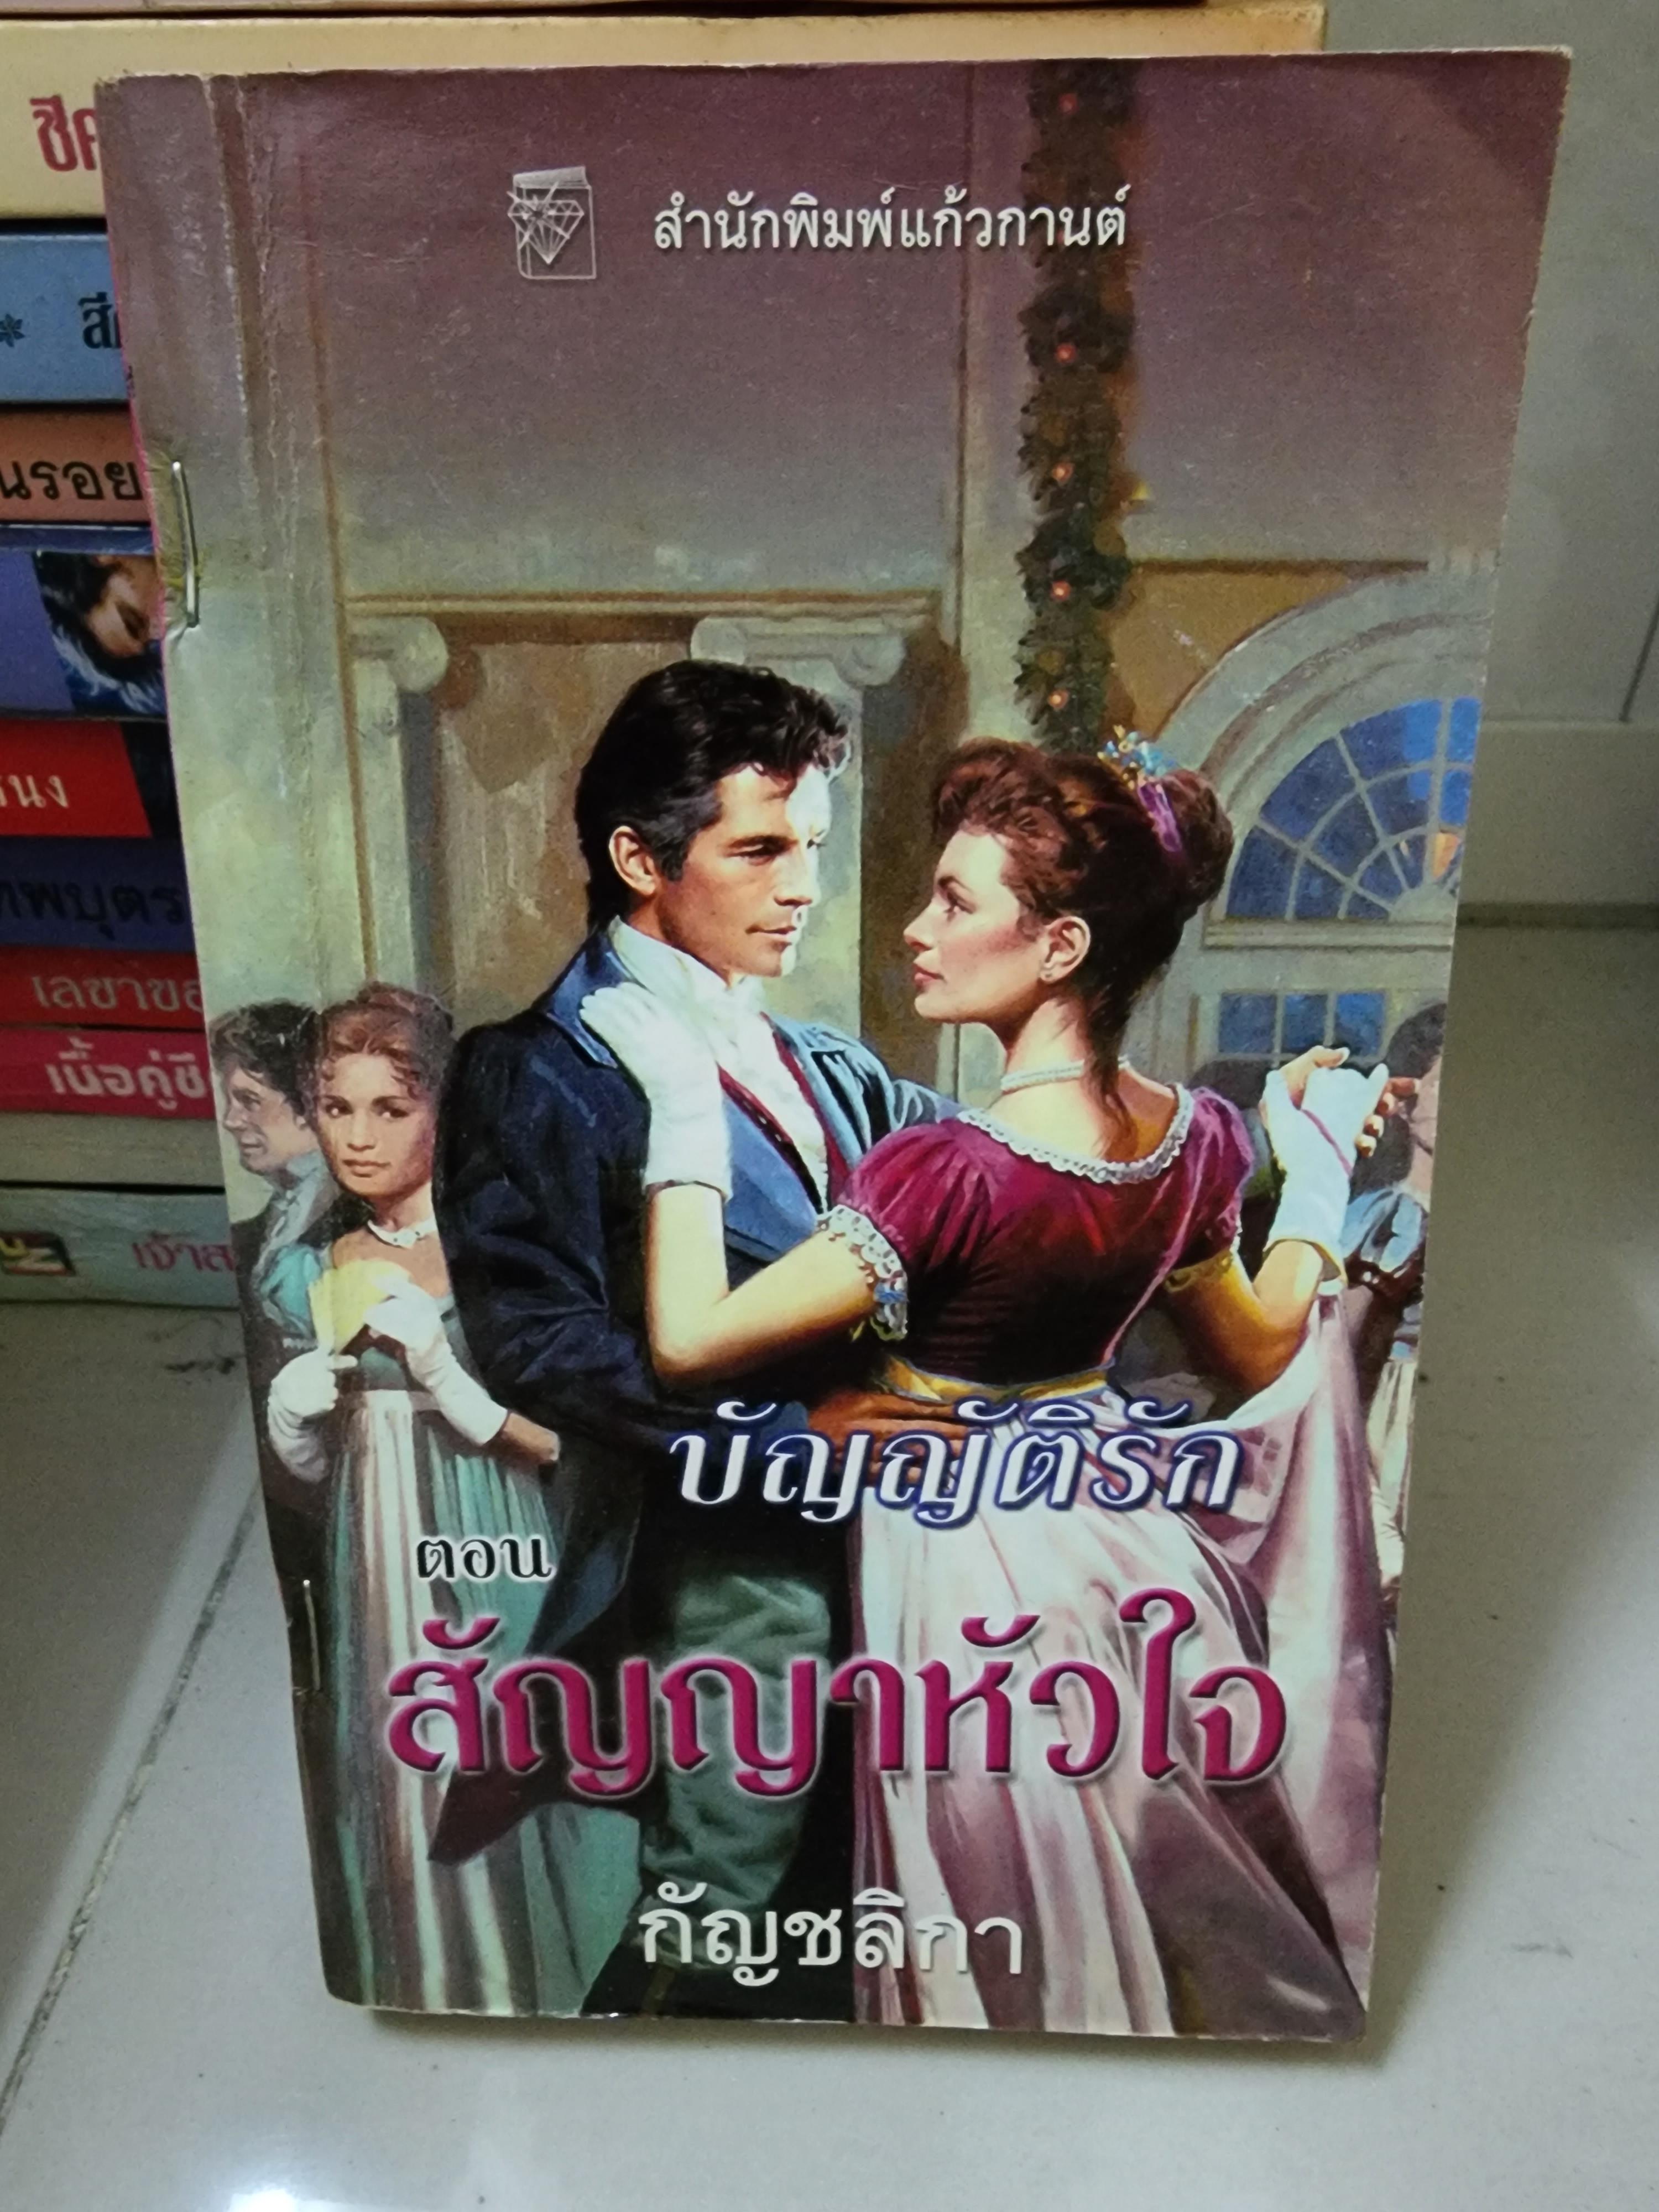 สำนักพิมพ์แก้วกานต์
บัญญัติรัก
ตอน
สัญญาหัวใจ
กัญชลิกา